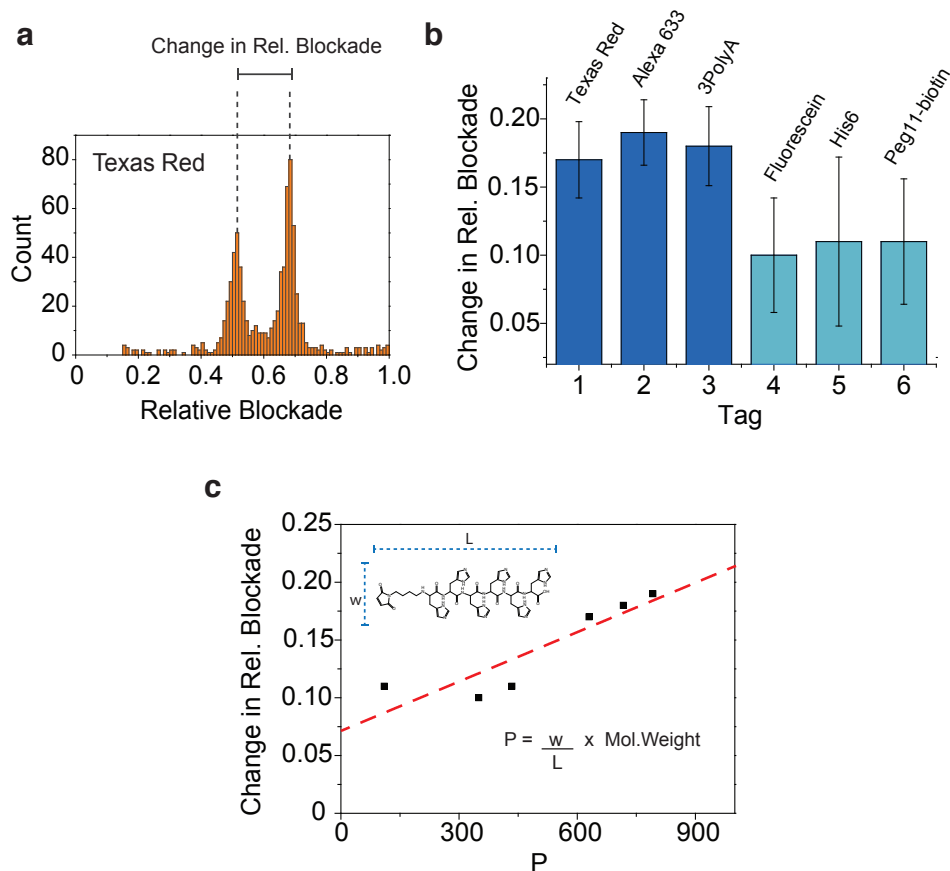 a
Change in Rel. Blockade
Texas Red
Count
80
60
40
20
0
0 0.2 0.4 0.6 0.8 1.0
Relative Blockade
b
Texas Red
Alexa 633
3PolyA
Fluorescein
His6
Peg11-biotin
Change in Rel. Blockade
0.20
0.15
0.10
0.05
1 2 3 4 5 6
Tag
c
Change in Rel. Blockade
0.25
0.20
0.15
0.10
0.05
0
L
w
P = w x Mol.Weight
L
0 300 600 900
P